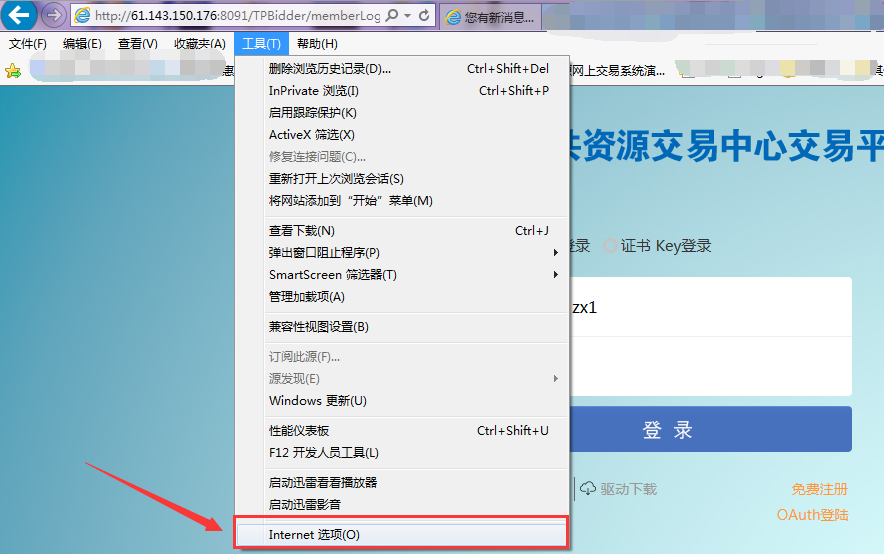 http://61.143.150.176:8091/TPBidder/memberLog
您有新消息...
文件(F) 编辑(E) 查看(V) 收藏夹(A) 工具(T) 帮助(H)
网上交易系统演...
删除浏览历史记录(D)... Ctrl+Shift+Del
InPrivate 浏览(I) Ctrl+Shift+P
启用跟踪保护(K)
ActiveX 筛选(X)
修复连接问题(C)...
重新打开上次浏览会话(S)
将网站添加到“开始”菜单(M)
查看下载(N) Ctrl+J
弹出窗口阻止程序(P)
SmartScreen 筛选器(T)
管理加载项(A)
兼容性视图设置(B)
订阅此源(F)...
源发现(E)
Windows 更新(U)
性能仪表板 Ctrl+Shift+U
F12 开发人员工具(L)
启动迅雷看看播放器
启动迅雷影音
Internet 选项(O)
共资源交易中心交易平
登录 证书 Key登录
zx1
登 录
驱动下载 免费注册
OAuth登陆